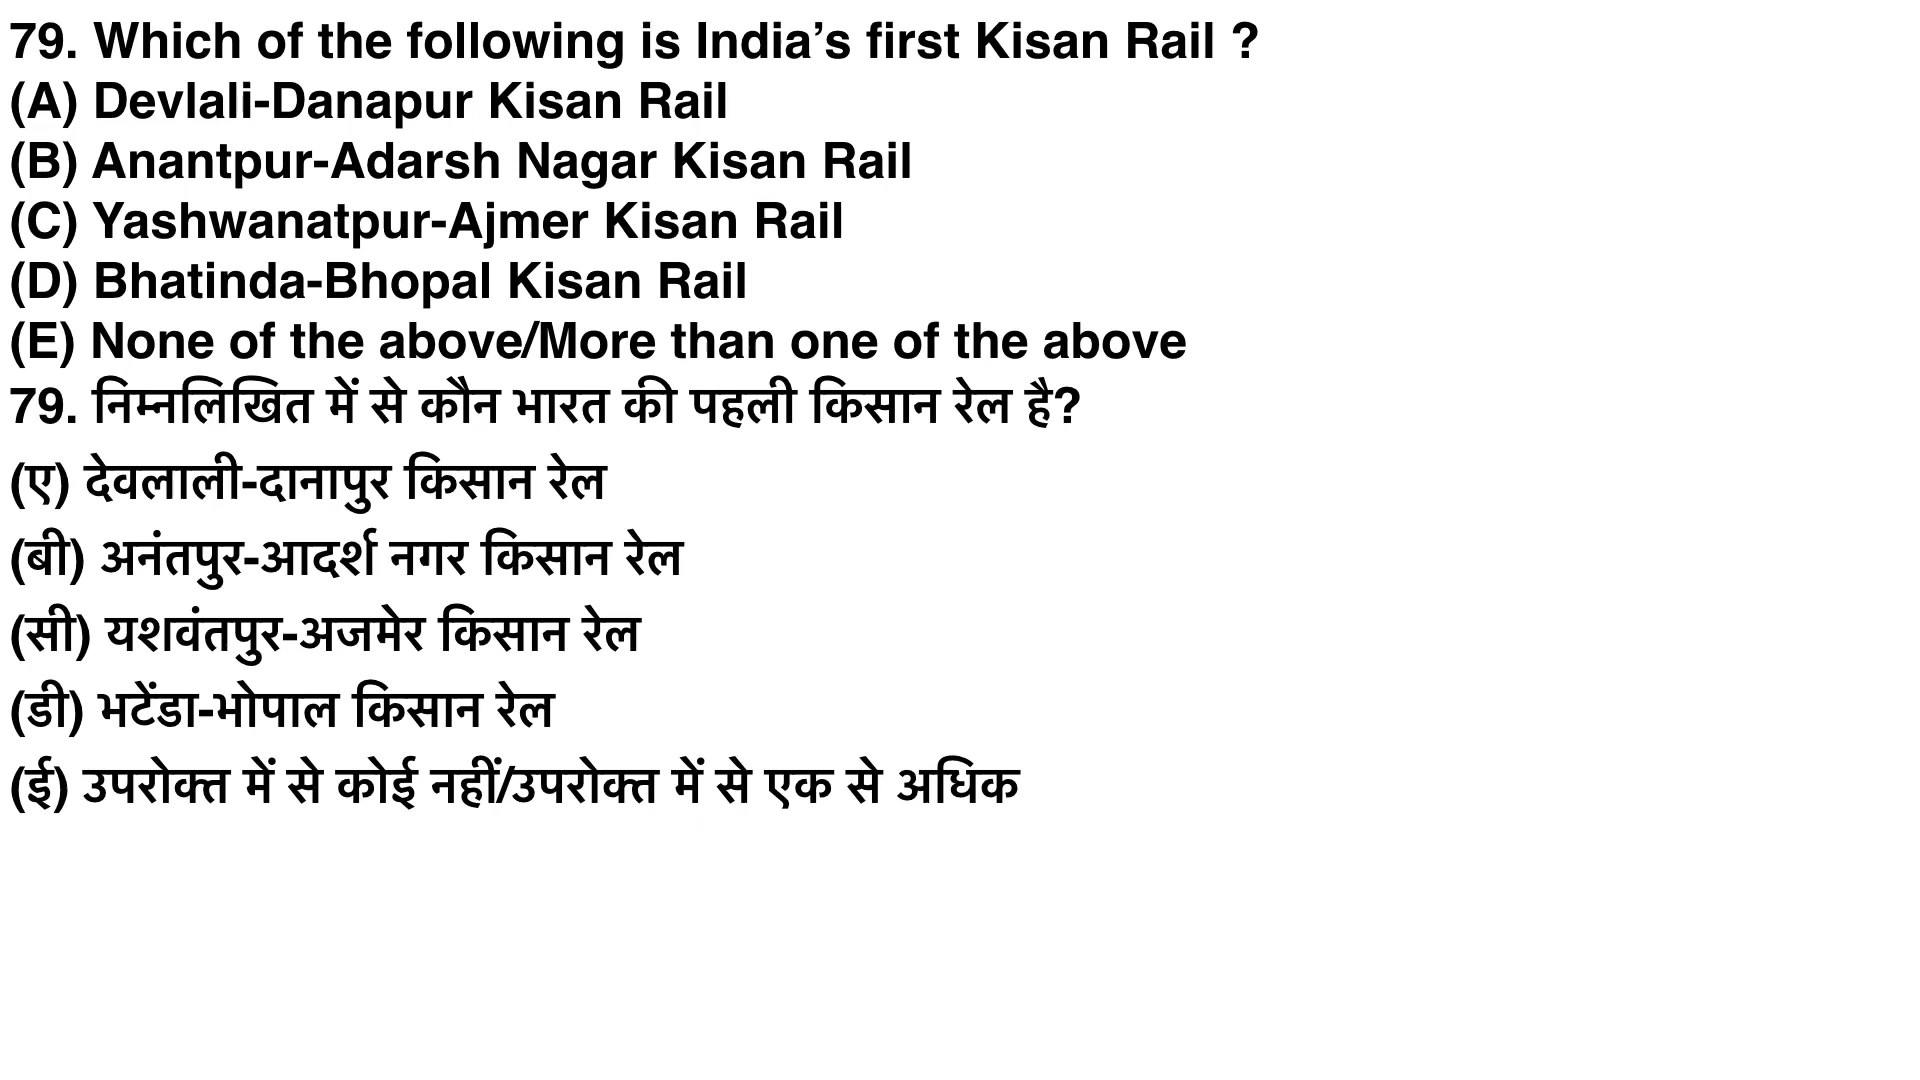 79. Which of the following is India’s first Kisan Rail ?
(A) Devlali-Danapur Kisan Rail
(B) Anantpur-Adarsh Nagar Kisan Rail
(C) Yashwanatpur-Ajmer Kisan Rail
(D) Bhatinda-Bhopal Kisan Rail
(E) None of the above/More than one of the above
79. निम्नलिखित में से कौन भारत की पहली किसान रेल है?
(ए) देवलाली-दानापुर किसान रेल
(बी) अनंतपुर-आदर्श नगर किसान रेल
(सी) यशवंतपुर-अजमेर किसान रेल
(डी) भटेंडा-भोपाल किसान रेल
(ई) उपरोक्त में से कोई नहीं/उपरोक्त में से एक से अधिक